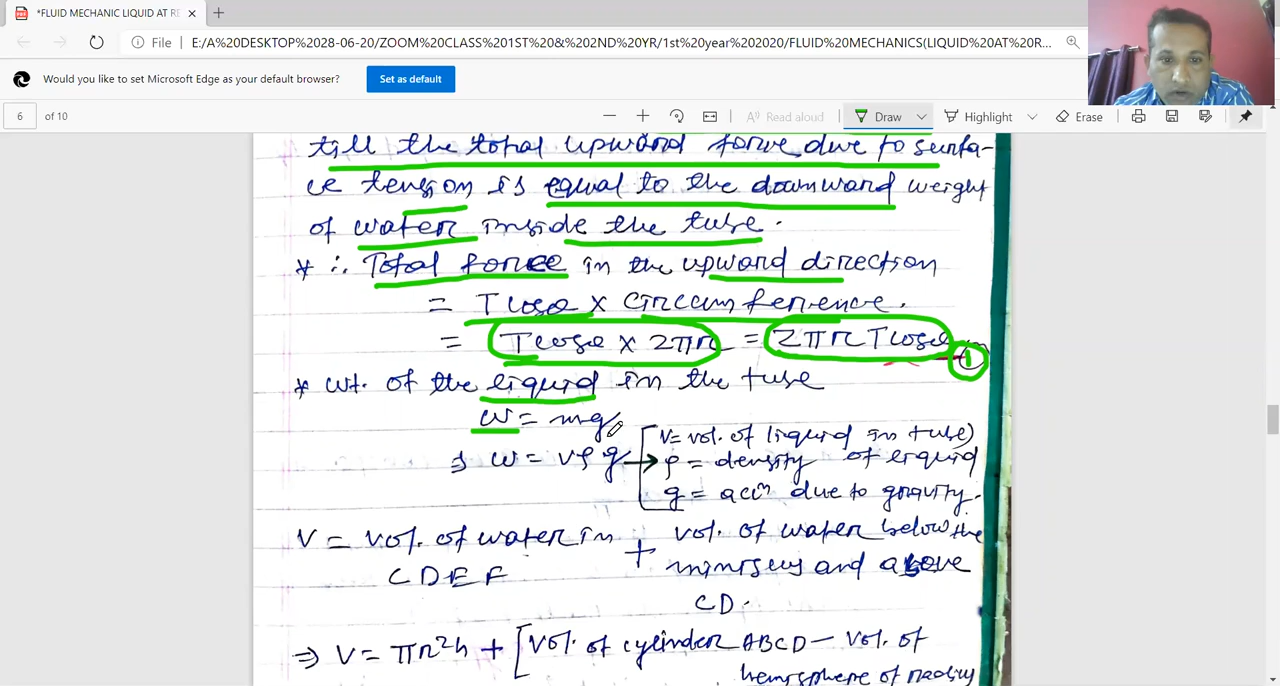 *FLUID MECHANIC LIQUID AT RE
File
E:/A%20DESKTOP%2028-06-20/ZOOM%20CLASS%201ST%20&%202ND%20YR/1st%20year%202020/FLUID%20MECHANICS(LIQUID%20AT%20R...
Would you like to set Microsoft Edge as your default browser?
Set as default
6 of 10
Read aloud
Draw
Highlight
Erase
till the total upward force due to surfa-
ce tension is equal to the downward weight
of water inside the tube.
* ∴ Total force in the upward direction
= T cosθ × circumference.
= T cosθ × 2πr = 2πr T cosθ ①
* wt. of the liquid in the tube
W = mg
⇒ W = vρg → [v = vol. of liquid in tube)
ρ = density of liquid
g = accⁿ due to gravity.
V = vol. of water in CDEF + vol. of water below the
miniscus and above
CD.
⇒ V = πr²h + [vol. of cylinder ABCD – vol. of
hemisphere of radius